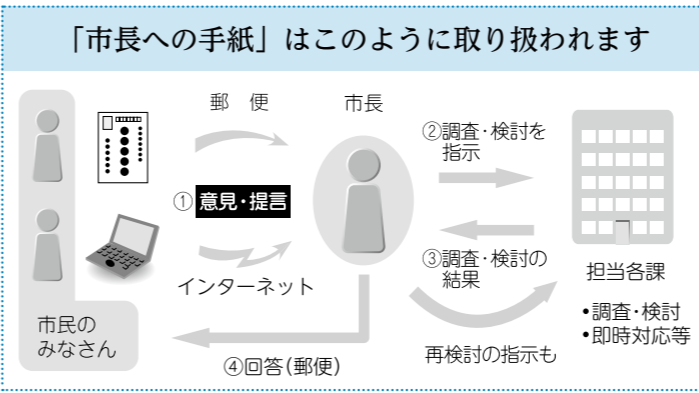 「市長への手紙」はこのように取り扱われます
郵　便
市長
①意見・提言
インターネット
市民の
みなさん
②調査・検討を
指示
③調査・検討の
結果
担当各課
•調査・検討
•即時対応等
再検討の指示も
④回答(郵便)